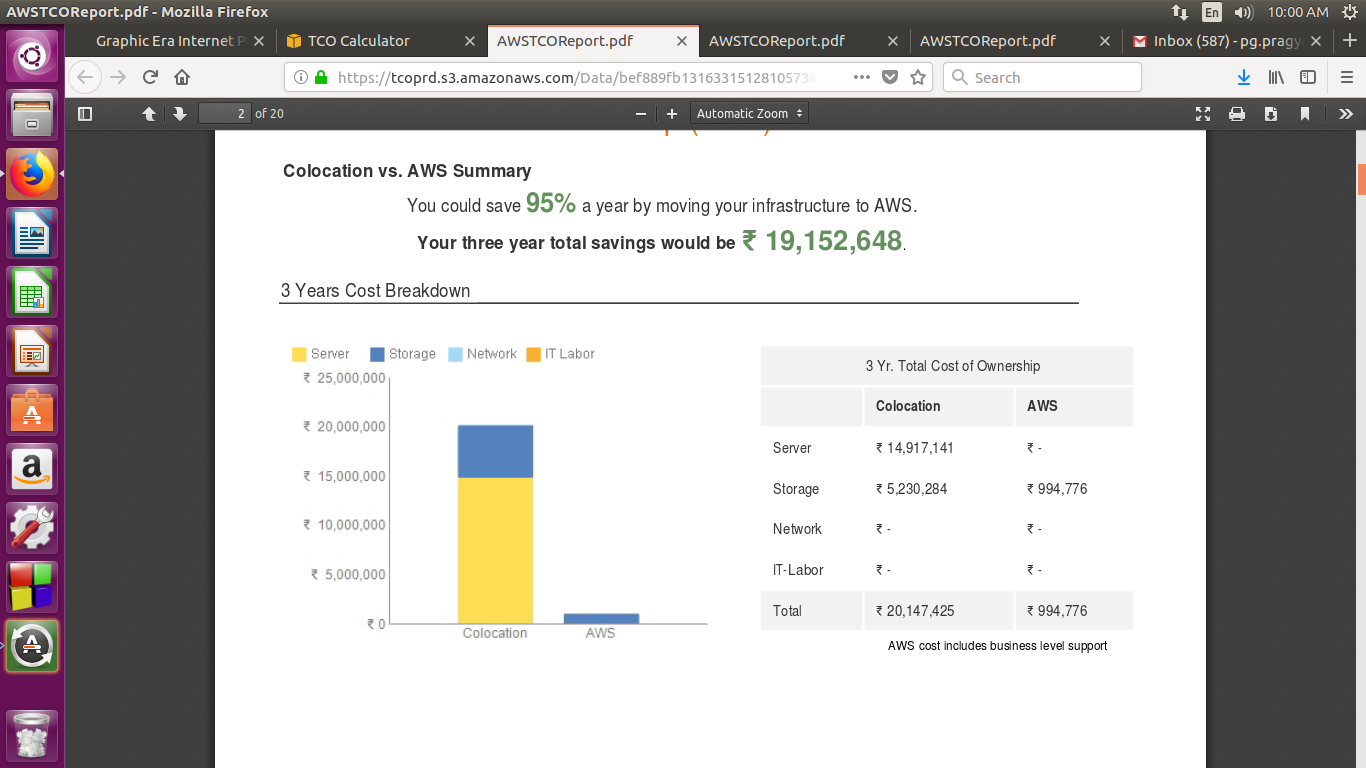 AWSTCOReport.pdf - Mozilla Firefox
En
10:00 AM
Graphic Era Internet P
TCO Calculator
AWSTCOReport.pdf
AWSTCOReport.pdf
AWSTCOReport.pdf
Inbox (587) - pg.pragy
https://tcoprd.s3.amazonaws.com/Data/bef889fb13163315128105738
Search
2 of 20
Automatic Zoom
Colocation vs. AWS Summary
You could save 95% a year by moving your infrastructure to AWS.
Your three year total savings would be ₹ 19,152,648.
3 Years Cost Breakdown
Server Storage Network IT Labor
₹ 25,000,000
₹ 20,000,000
₹ 15,000,000
₹ 10,000,000
₹ 5,000,000
₹ 0
Colocation AWS
3 Yr. Total Cost of Ownership
Colocation AWS
Server ₹ 14,917,141 ₹ -
Storage ₹ 5,230,284 ₹ 994,776
Network ₹ - ₹ -
IT-Labor ₹ - ₹ -
Total ₹ 20,147,425 ₹ 994,776
AWS cost includes business level support